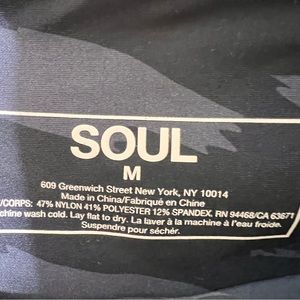 SOUL
M
609 Greenwich Street New York, NY 10014
Made in China/Fabriqué en Chine
/CORPS: 47% NYLON 41% POLYESTER 12% SPANDEX. RN 94468/CA 63671
chine wash cold. Lay flat to dry. La laver à la machine à l'eau froide.
Suspendre pour sécher.